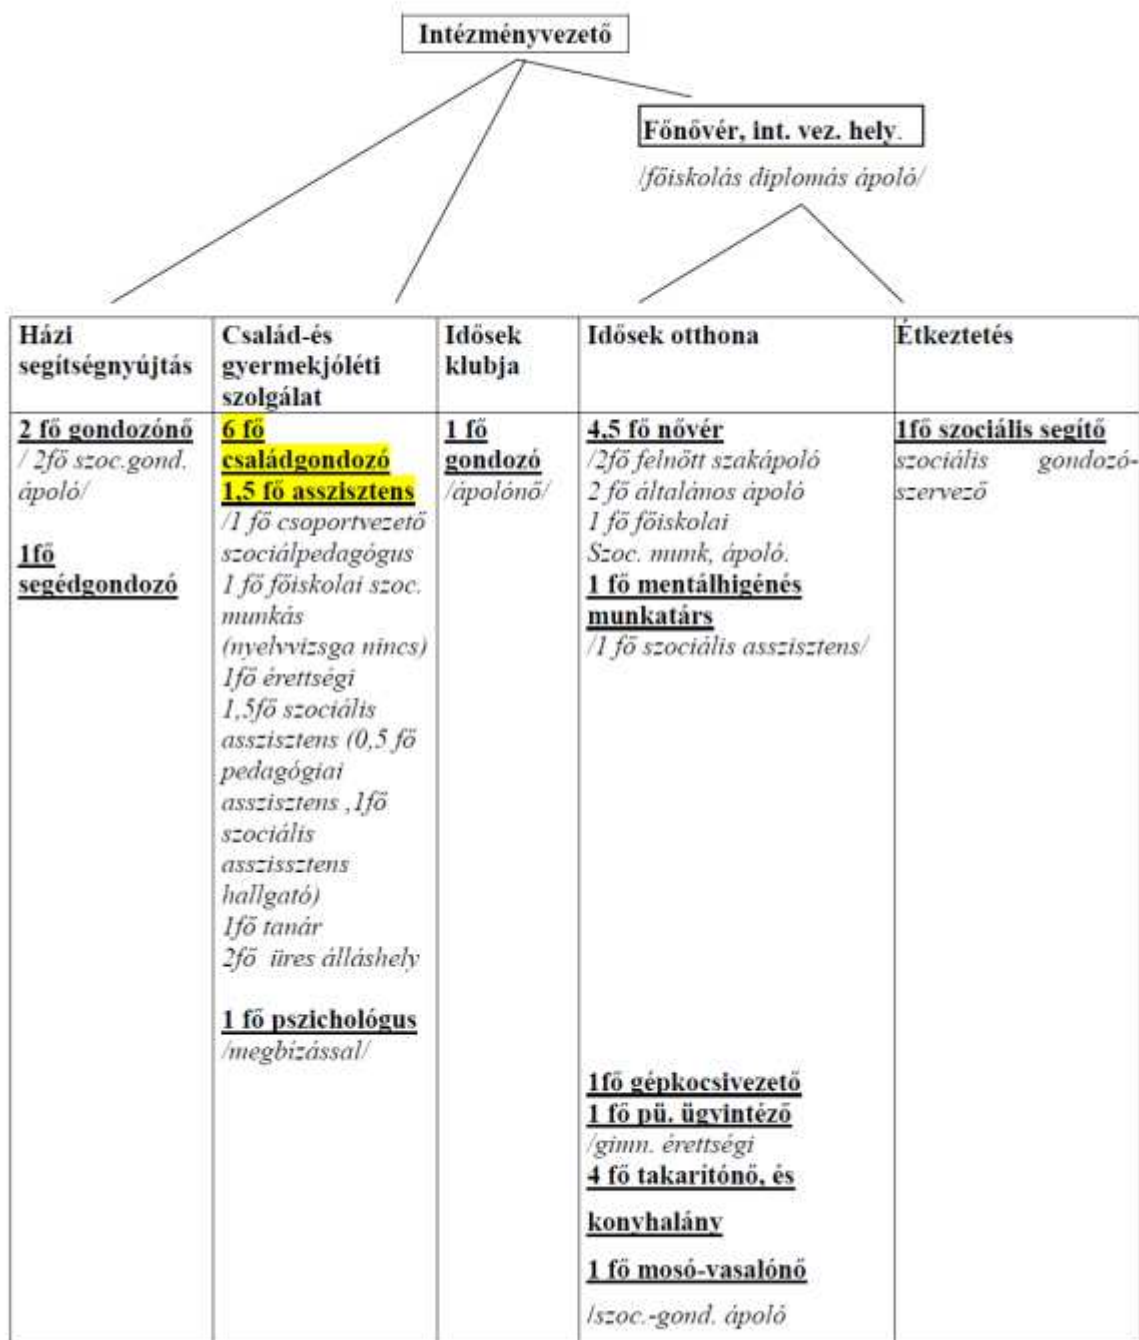 Intézményvezető
Főnővér, int. vez. hely.
/főiskolás diplomás ápoló/
Házi
segítségnyújtás
Család-és
gyermekjóléti
szolgálat
Idősek
klubja
Idősek otthona
Étkeztetés
2 fő gondozónő
/ 2fő szoc.gond.
ápoló/
1fő
segédgondozó
6 fő
családgondozó
1,5 fő asszisztens
/1 fő csoportvezető
szociálpedagógus
1 fő főiskolai szoc.
munkás
(nyelvvizsga nincs)
1fő érettségi
1,5fő szociális
asszisztens (0,5 fő
pedagógiai
asszisztens ,1fő
szociális
asszissztens
hallgató)
1fő tanár
2fő üres álláshely
1 fő pszichológus
/megbízással/
1 fő
gondozó
/ápolónő/
4,5 fő nővér
/2fő felnőtt szakápoló
2 fő általános ápoló
1 fő főiskolai
Szoc. munk, ápoló.
1 fő mentálhigénés
munkatárs
/1 fő szociális asszisztens/
1fő gépkocsivezető
1 fő pü. ügyintéző
/gimn. érettségi
4 fő takarítónő, és
konyhalány
1 fő mosó-vasalónő
/szoc.-gond. ápoló
1fő szociális segítő
szociális gondozó-
szervező